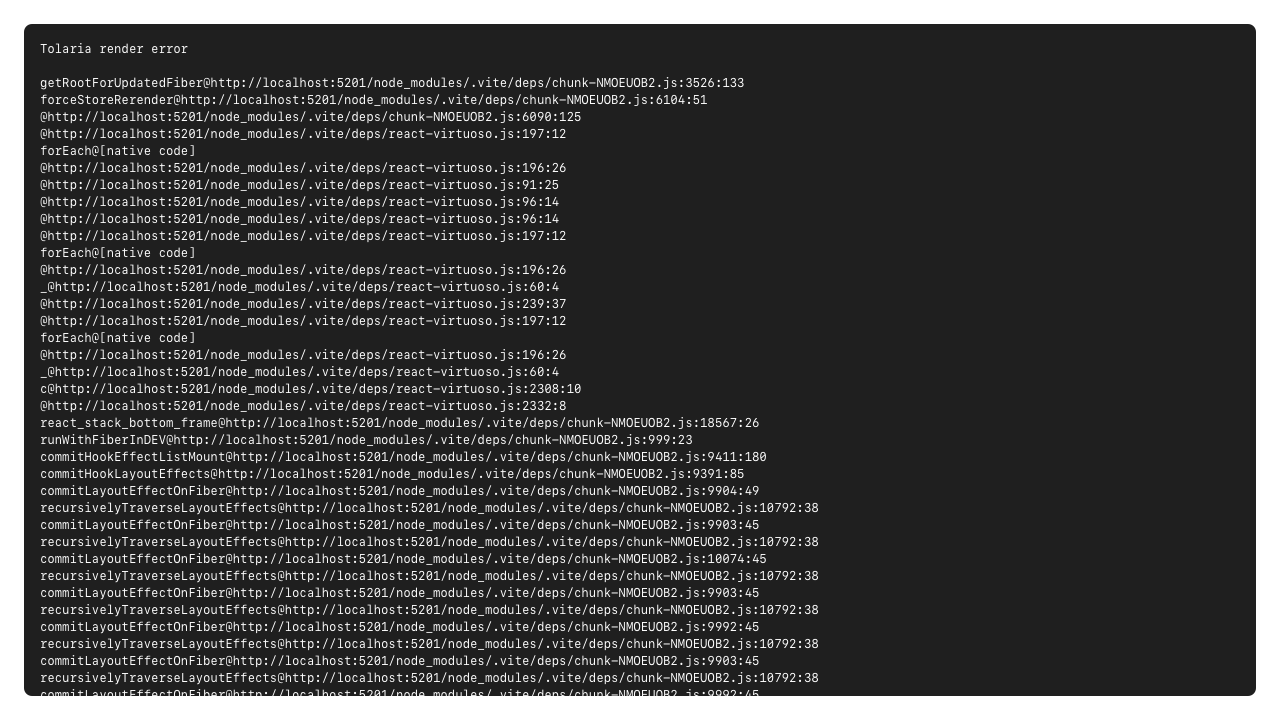 Tolaria render error
getRootForUpdatedFiber@http://localhost:5201/node_modules/.vite/deps/chunk-NMOEUOB2.js:3526:133
forceStoreRerender@http://localhost:5201/node_modules/.vite/deps/chunk-NMOEUOB2.js:6104:51
@http://localhost:5201/node_modules/.vite/deps/chunk-NMOEUOB2.js:6090:125
@http://localhost:5201/node_modules/.vite/deps/react-virtuoso.js:197:12
forEach@[native code]
@http://localhost:5201/node_modules/.vite/deps/react-virtuoso.js:196:26
@http://localhost:5201/node_modules/.vite/deps/react-virtuoso.js:91:25
@http://localhost:5201/node_modules/.vite/deps/react-virtuoso.js:96:14
@http://localhost:5201/node_modules/.vite/deps/react-virtuoso.js:96:14
@http://localhost:5201/node_modules/.vite/deps/react-virtuoso.js:197:12
forEach@[native code]
@http://localhost:5201/node_modules/.vite/deps/react-virtuoso.js:196:26
_@http://localhost:5201/node_modules/.vite/deps/react-virtuoso.js:60:4
@http://localhost:5201/node_modules/.vite/deps/react-virtuoso.js:239:37
@http://localhost:5201/node_modules/.vite/deps/react-virtuoso.js:197:12
forEach@[native code]
@http://localhost:5201/node_modules/.vite/deps/react-virtuoso.js:196:26
_@http://localhost:5201/node_modules/.vite/deps/react-virtuoso.js:60:4
c@http://localhost:5201/node_modules/.vite/deps/react-virtuoso.js:2308:10
@http://localhost:5201/node_modules/.vite/deps/react-virtuoso.js:2332:8
react_stack_bottom_frame@http://localhost:5201/node_modules/.vite/deps/chunk-NMOEUOB2.js:18567:26
runWithFiberInDEV@http://localhost:5201/node_modules/.vite/deps/chunk-NMOEUOB2.js:999:23
commitHookEffectListMount@http://localhost:5201/node_modules/.vite/deps/chunk-NMOEUOB2.js:9411:180
commitHookLayoutEffects@http://localhost:5201/node_modules/.vite/deps/chunk-NMOEUOB2.js:9391:85
commitLayoutEffectOnFiber@http://localhost:5201/node_modules/.vite/deps/chunk-NMOEUOB2.js:9904:49
recursivelyTraverseLayoutEffects@http://localhost:5201/node_modules/.vite/deps/chunk-NMOEUOB2.js:10792:38
commitLayoutEffectOnFiber@http://localhost:5201/node_modules/.vite/deps/chunk-NMOEUOB2.js:9903:45
recursivelyTraverseLayoutEffects@http://localhost:5201/node_modules/.vite/deps/chunk-NMOEUOB2.js:10792:38
commitLayoutEffectOnFiber@http://localhost:5201/node_modules/.vite/deps/chunk-NMOEUOB2.js:10074:45
recursivelyTraverseLayoutEffects@http://localhost:5201/node_modules/.vite/deps/chunk-NMOEUOB2.js:10792:38
commitLayoutEffectOnFiber@http://localhost:5201/node_modules/.vite/deps/chunk-NMOEUOB2.js:9903:45
recursivelyTraverseLayoutEffects@http://localhost:5201/node_modules/.vite/deps/chunk-NMOEUOB2.js:10792:38
commitLayoutEffectOnFiber@http://localhost:5201/node_modules/.vite/deps/chunk-NMOEUOB2.js:9992:45
recursivelyTraverseLayoutEffects@http://localhost:5201/node_modules/.vite/deps/chunk-NMOEUOB2.js:10792:38
commitLayoutEffectOnFiber@http://localhost:5201/node_modules/.vite/deps/chunk-NMOEUOB2.js:9903:45
recursivelyTraverseLayoutEffects@http://localhost:5201/node_modules/.vite/deps/chunk-NMOEUOB2.js:10792:38
commitLayoutEffectOnFiber@http://localhost:5201/node_modules/.vite/deps/chunk-NMOEUOB2.js:9992:45